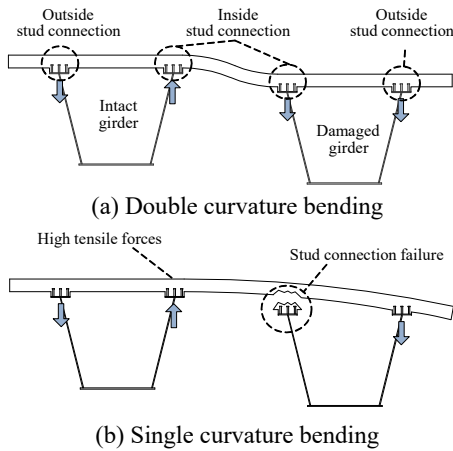 Outside
stud connection
Inside
stud connection
Outside
stud connection
Intact
girder
Damaged
girder
(a) Double curvature bending
High tensile forces
Stud connection failure
(b) Single curvature bending